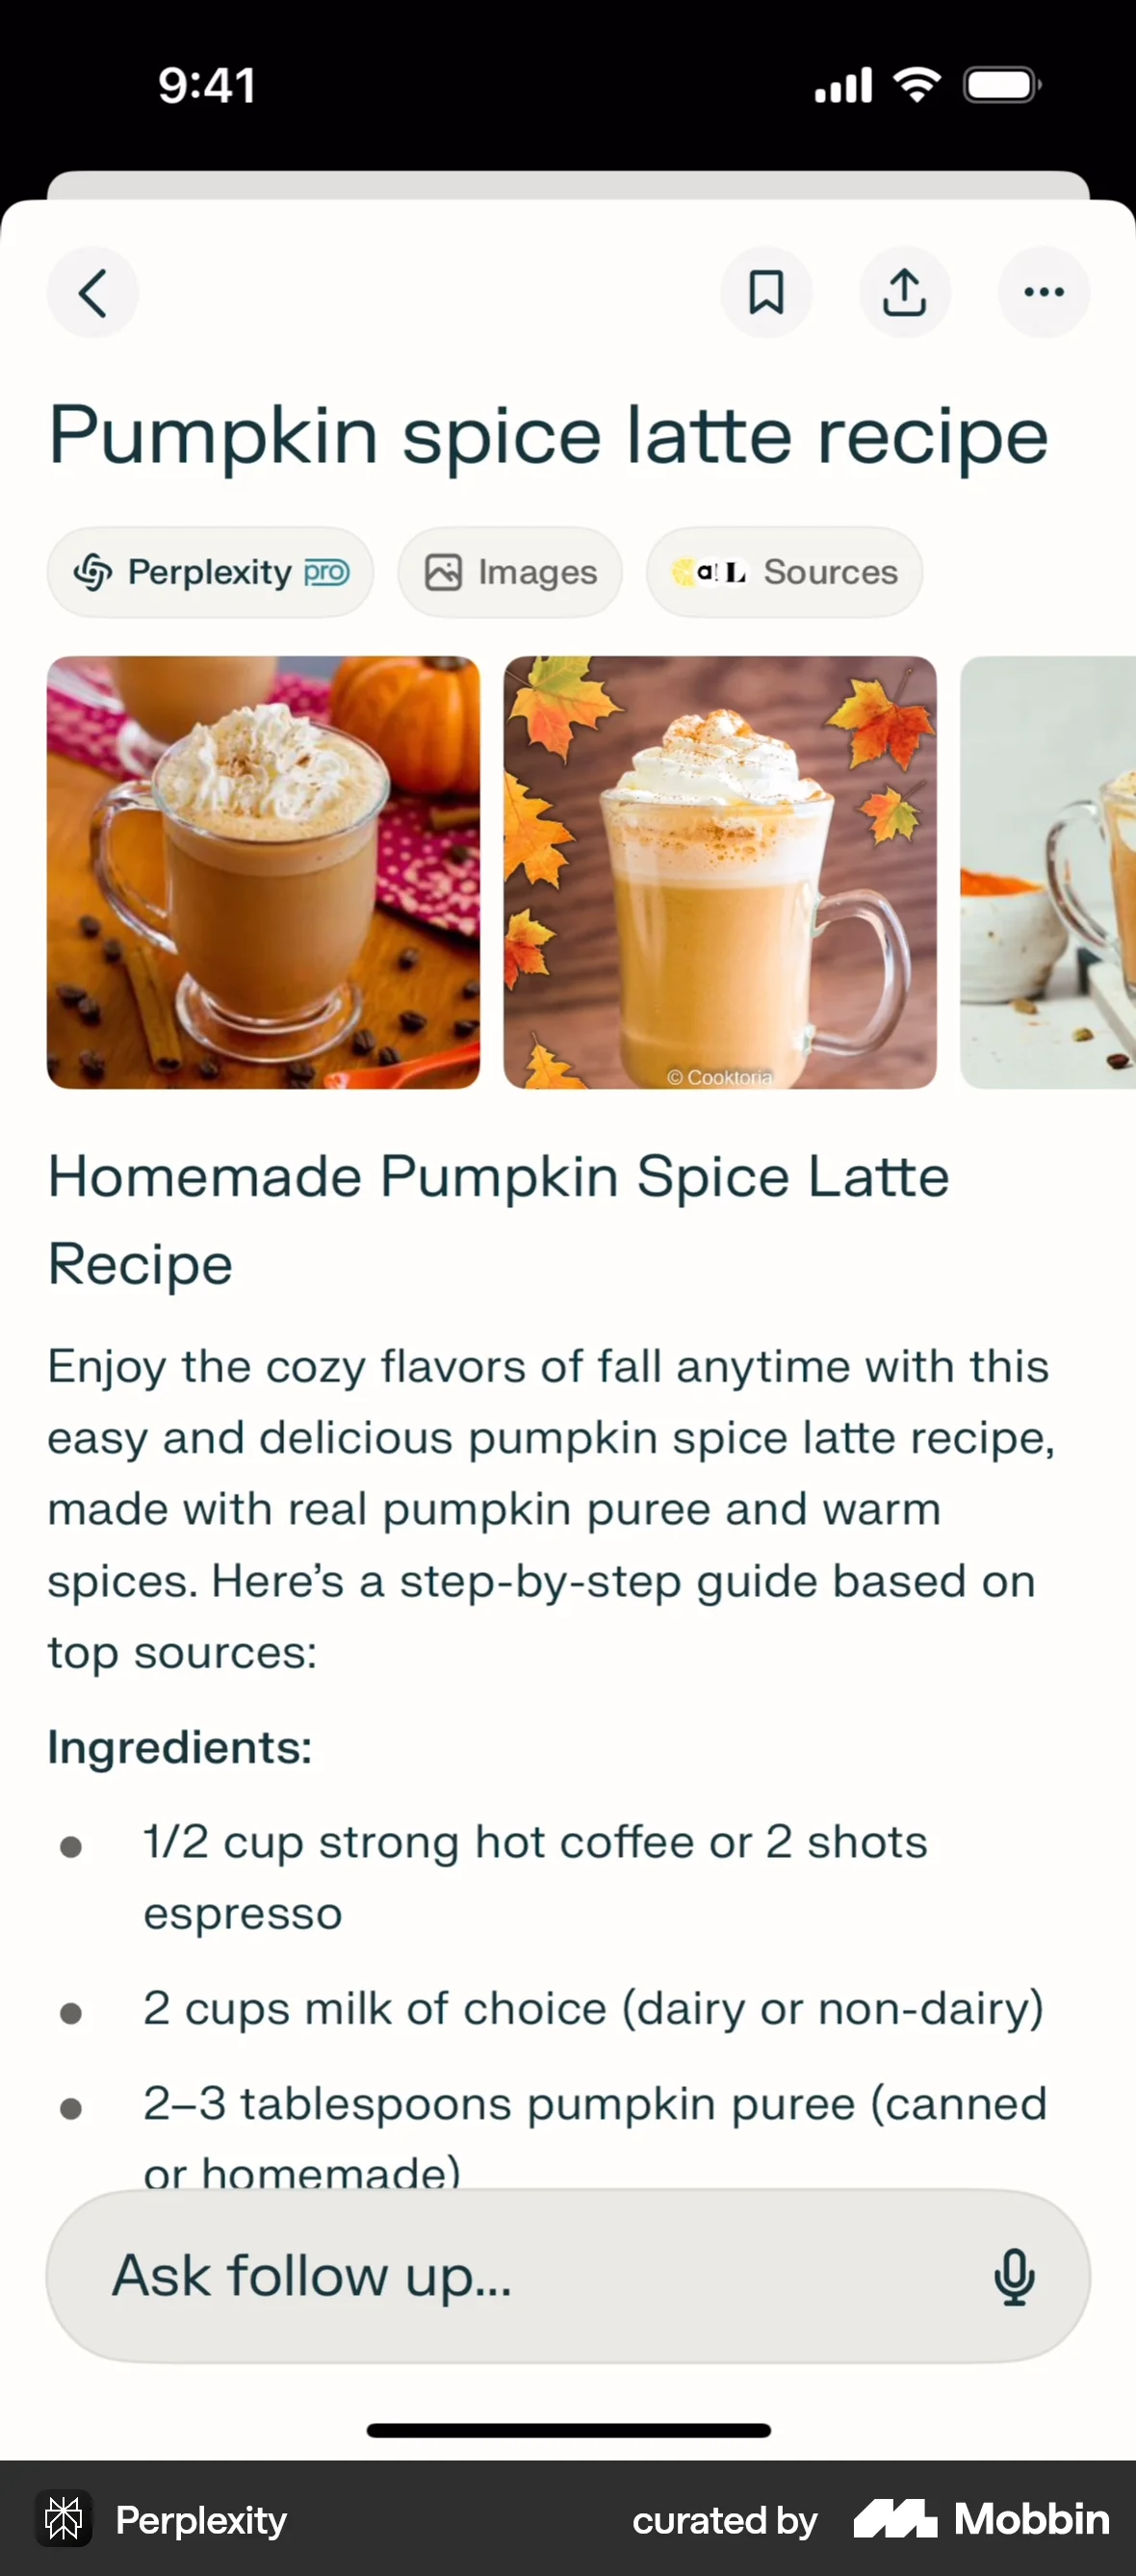 9:41
Pumpkin spice latte recipe
Perplexity pro
Images
a! L Sources
© Cooktoria
Homemade Pumpkin Spice Latte
Recipe
Enjoy the cozy flavors of fall anytime with this
easy and delicious pumpkin spice latte recipe,
made with real pumpkin puree and warm
spices. Here’s a step-by-step guide based on
top sources:
Ingredients:
1/2 cup strong hot coffee or 2 shots
espresso
2 cups milk of choice (dairy or non-dairy)
2–3 tablespoons pumpkin puree (canned
or homemade)
Ask follow up...
Perplexity
curated by Mobbin